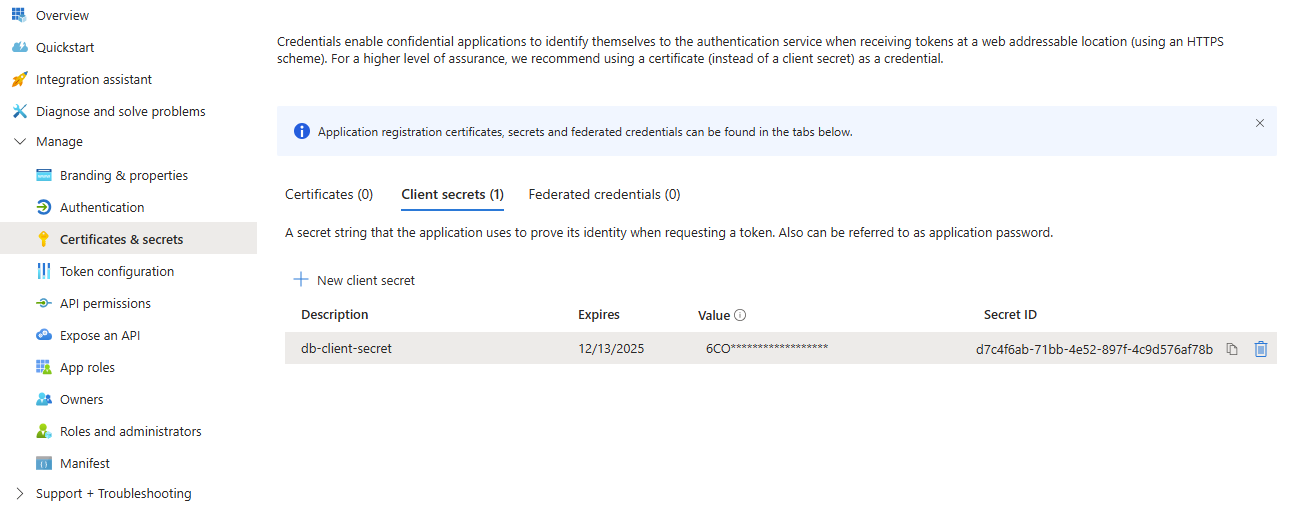 Overview
Quickstart
Integration assistant
Diagnose and solve problems
Manage
Branding & properties
Authentication
Certificates & secrets
Token configuration
API permissions
Expose an API
App roles
Owners
Roles and administrators
Manifest
Support + Troubleshooting
Credentials enable confidential applications to identify themselves to the authentication service when receiving tokens at a web addressable location (using an HTTPS
scheme). For a higher level of assurance, we recommend using a certificate (instead of a client secret) as a credential.
Application registration certificates, secrets and federated credentials can be found in the tabs below.
Certificates (0) Client secrets (1) Federated credentials (0)
A secret string that the application uses to prove its identity when requesting a token. Also can be referred to as application password.
New client secret
Description Expires Value Secret ID
db-client-secret 12/13/2025 6CO****************** d7c4f6ab-71bb-4e52-897f-4c9d576af78b